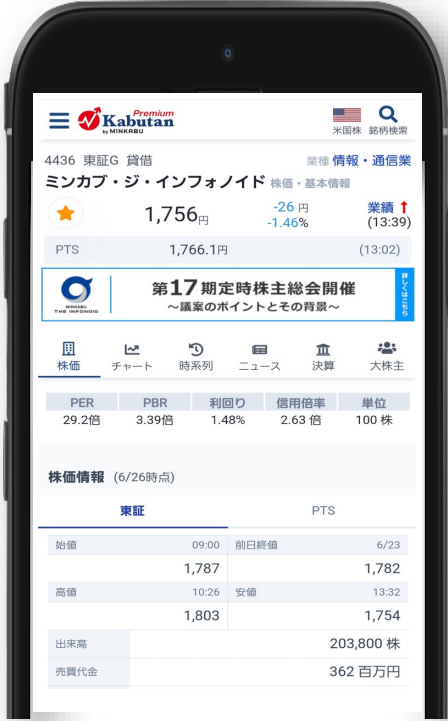 Premium
Kabutan
by MINKABU
米国株 銘柄検索
4436 東証G 貸借 業種 情報・通信業
ミンカブ・ジ・インフォノイド 株価・基本情報
1,756円 -26円 業績
-1.46% (13:39)
PTS 1,766.1円 (13:02)
MINKABU
THE INFONOID
第17期定時株主総会開催
～議案のポイントとその背景～
詳しくはこちら
株価 チャート 時系列 ニュース 決算 大株主
PER PBR 利回り 信用倍率 単位
29.2倍 3.39倍 1.48% 2.63 倍 100 株
株価情報 (6/26時点)
東証 PTS
始値 09:00 前日終値 6/23
1,787 1,782
高値 10:26 安値 13:32
1,803 1,754
出来高 203,800 株
売買代金 362 百万円